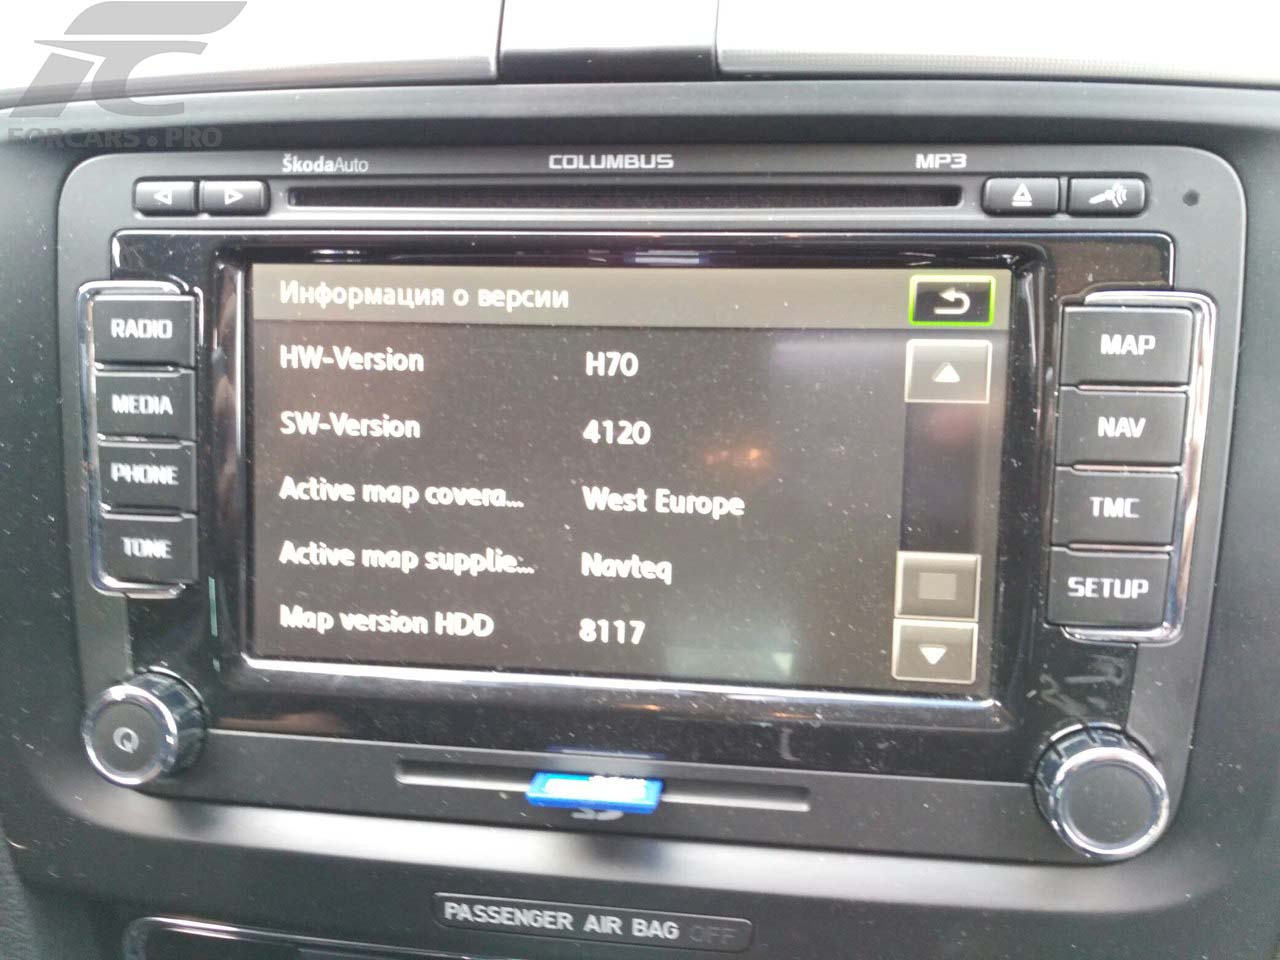 FORCARS.PRO
ŠkodaAuto
COLUMBUS
MP3
RADIO
MEDIA
PHONE
TONE
Информация о версии
HW-Version H70
SW-Version 4120
Active map covera... West Europe
Active map supplie... Navteq
Map version HDD 8117
MAP
NAV
TMC
SETUP
SD
PASSENGER AIR BAG OFF